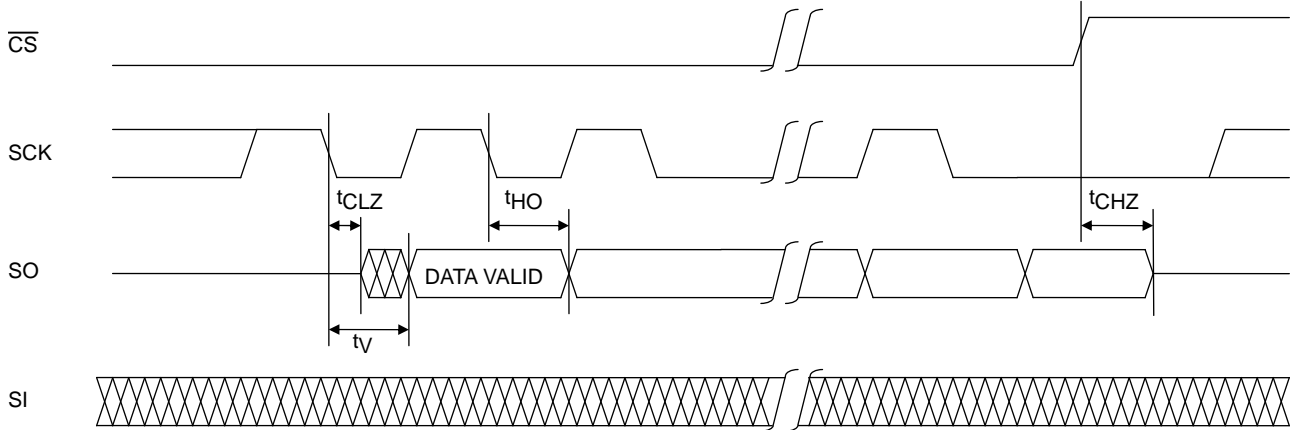 CS
SCK
tCLZ
tHO
tCHZ
SO
DATA VALID
tV
SI